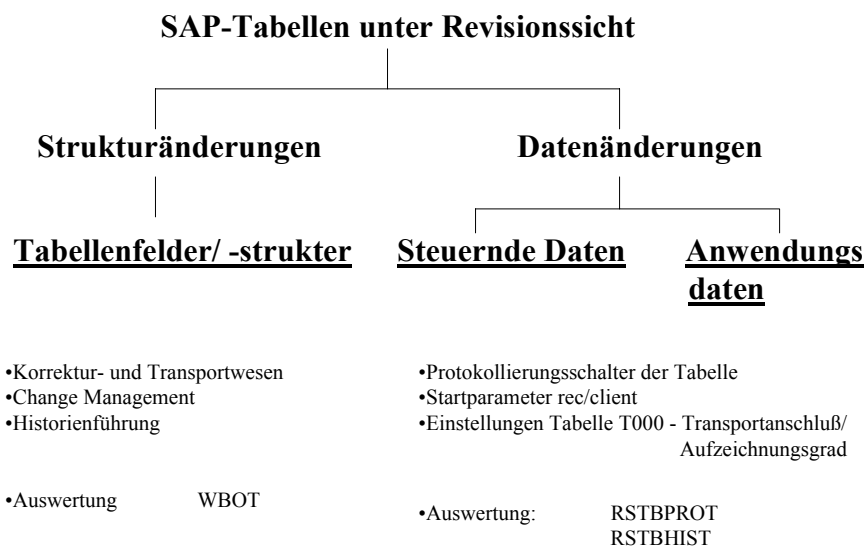 SAP-Tabellen unter Revisionssicht
Strukturänderungen
Datenänderungen
Tabellenfelder/ -strukter
Steuernde Daten
Anwendungs
daten
•Korrektur- und Transportwesen
•Change Management
•Historienführung
•Auswertung WBOT
•Protokollierungsschalter der Tabelle
•Startparameter rec/client
•Einstellungen Tabelle T000 - Transportanschluß/
Aufzeichnungsgrad
•Auswertung: RSTBPROT
RSTBHIST